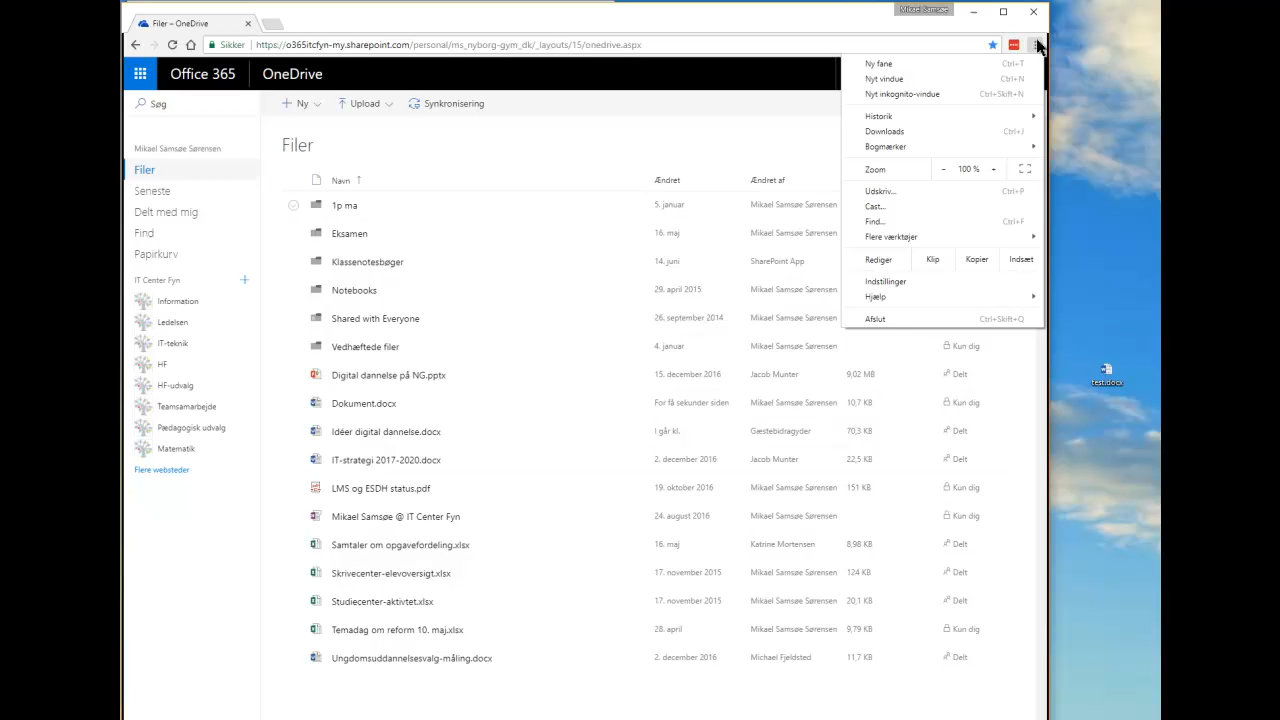 Filer – OneDrive
Mikael Samsøe
Sikker https://o365itcfyn-my.sharepoint.com/personal/ms_nyborg-gym_dk/_layouts/15/onedrive.aspx
Office 365 OneDrive
Søg
Ny Upload Synkronisering
Mikael Samsøe Sørensen
Filer
Seneste
Delt med mig
Find
Papirkurv
IT Center Fyn
Information
Ledelsen
IT-teknik
HF
HF-udvalg
Teamsamarbejde
Pædagogisk udvalg
Matematik
Flere websteder
Filer
Navn Ændret Ændret af
1p ma 5. januar Mikael Samsøe Sørensen
Eksamen 16. maj Mikael Samsøe Sørensen
Klassenotesbøger 14. juni SharePoint App
Notebooks 29. april 2015 Mikael Samsøe Sørensen
Shared with Everyone 26. september 2014 Mikael Samsøe Sørensen
Vedhæftede filer 4. januar Mikael Samsøe Sørensen Kun dig
Digital dannelse på NG.pptx 15. december 2016 Jacob Munter 9,02 MB Delt
Dokument.docx For få sekunder siden Mikael Samsøe Sørensen 10,7 KB Kun dig
Idéer digital dannelse.docx I går kl. Gæstebidragyder 70,3 KB Delt
IT-strategi 2017-2020.docx 2. december 2016 Jacob Munter 22,5 KB Delt
LMS og ESDH status.pdf 19. oktober 2016 Mikael Samsøe Sørensen 151 KB Kun dig
Mikael Samsøe @ IT Center Fyn 24. august 2016 Mikael Samsøe Sørensen Kun dig
Samtaler om opgavefordeling.xlsx 16. maj Katrine Mortensen 8,98 KB Delt
Skrivecenter-elevoversigt.xlsx 17. november 2015 Mikael Samsøe Sørensen 124 KB Delt
Studiecenter-aktivtet.xlsx 17. november 2015 Mikael Samsøe Sørensen 20,1 KB Delt
Temadag om reform 10. maj.xlsx 28. april Mikael Samsøe Sørensen 9,79 KB Kun dig
Ungdomsuddannelsesvalg-måling.docx 2. december 2016 Michael Fjeldsted 11,7 KB Delt
Ny fane Ctrl+T
Nyt vindue Ctrl+N
Nyt inkognito-vindue Ctrl+Skift+N
Historik
Downloads Ctrl+J
Bogmærker
Zoom - 100 % +
Udskriv... Ctrl+P
Cast...
Find... Ctrl+F
Flere værktøjer
Rediger Klip Kopier Indsæt
Indstillinger
Hjælp
Afslut Ctrl+Skift+Q
test.docx